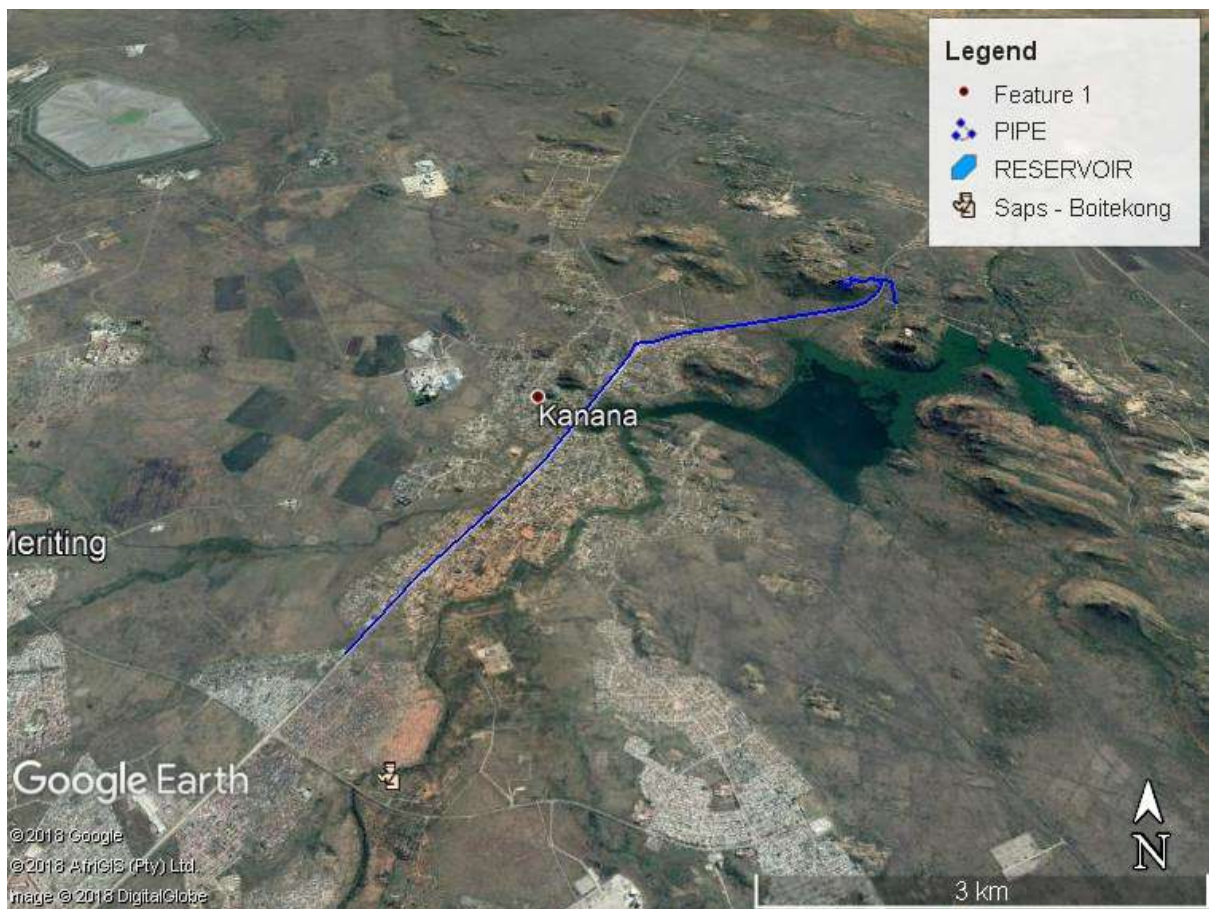 Legend
Feature 1
PIPE
RESERVOIR
Saps - Boitekong
Kanana
Meriting
Google Earth
© 2018 Google
© 2018 AfriGIS (Pty) Ltd.
Image © 2018 DigitalGlobe
N
3 km